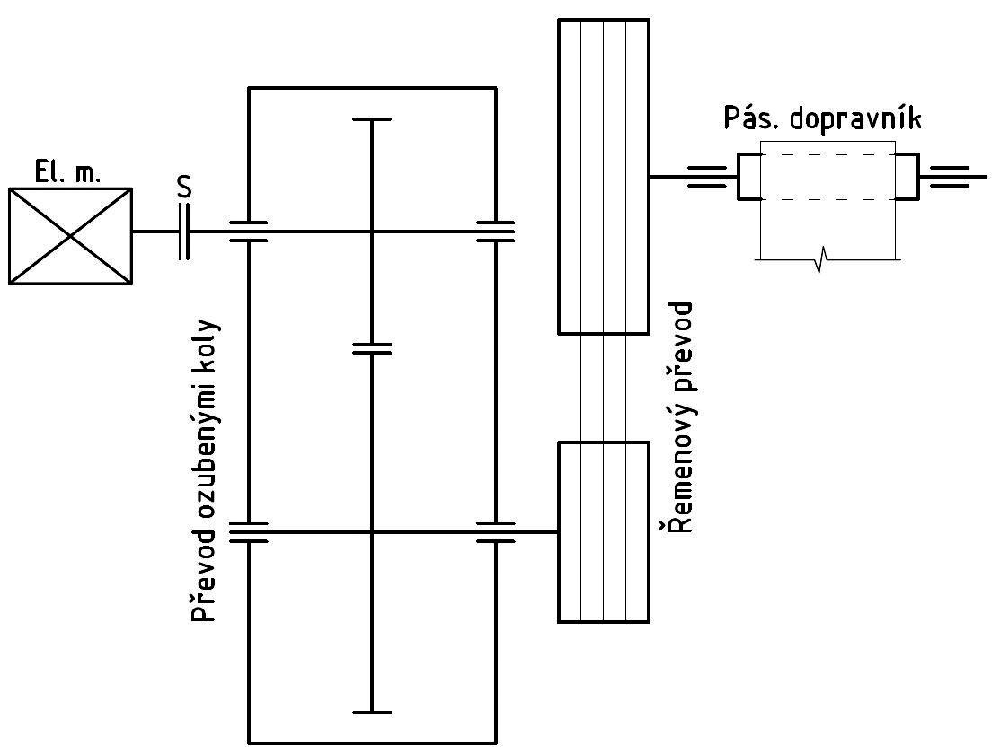 Pás. dopravník
El. m.
S
Převod ozubenými koly
Řemenový převod